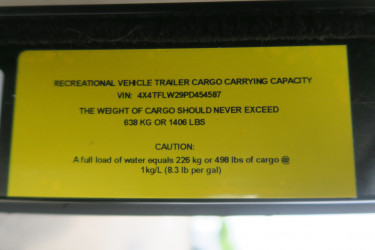 RECREATIONAL VEHICLE TRAILER CARGO CARRYING CAPACITY
VIN: 4X4TFLW29PD454587
THE WEIGHT OF CARGO SHOULD NEVER EXCEED
638 KG OR 1406 LBS
CAUTION:
A full load of water equals 226 kg or 498 lbs of cargo @
1kg/L (8.3 lb per gal)